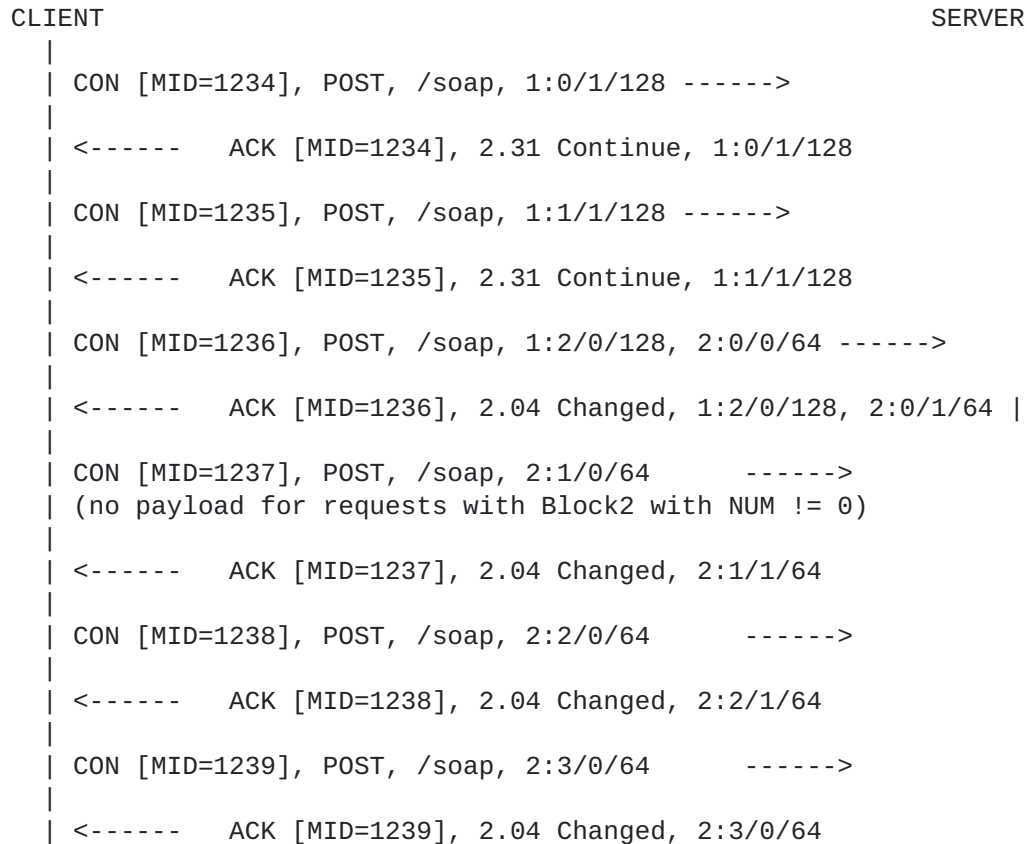 CLIENT                                                     SERVER
  |
  | CON [MID=1234], POST, /soap, 1:0/1/128 ------>
  |
  | <------   ACK [MID=1234], 2.31 Continue, 1:0/1/128
  |
  | CON [MID=1235], POST, /soap, 1:1/1/128 ------>
  |
  | <------   ACK [MID=1235], 2.31 Continue, 1:1/1/128
  |
  | CON [MID=1236], POST, /soap, 1:2/0/128, 2:0/0/64 ------>
  |
  | <------   ACK [MID=1236], 2.04 Changed, 1:2/0/128, 2:0/1/64 |
  |
  | CON [MID=1237], POST, /soap, 2:1/0/64      ------>
  | (no payload for requests with Block2 with NUM != 0)
  |
  | <------   ACK [MID=1237], 2.04 Changed, 2:1/1/64
  |
  | CON [MID=1238], POST, /soap, 2:2/0/64      ------>
  |
  | <------   ACK [MID=1238], 2.04 Changed, 2:2/1/64
  |
  | CON [MID=1239], POST, /soap, 2:3/0/64      ------>
  |
  | <------   ACK [MID=1239], 2.04 Changed, 2:3/0/64